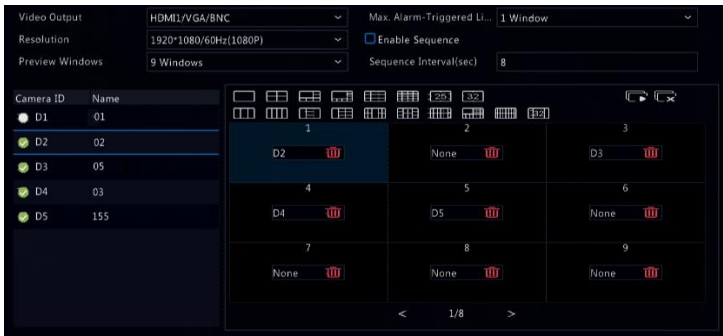 Video Output HDMI1/VGA/BNC Max. Alarm-Triggered Li... 1 Window
Resolution 1920*1080/60Hz(1080P) Enable Sequence
Preview Windows 9 Windows Sequence Interval(sec) 8
Camera ID Name
25 32
D1 01
32
1 2 3
D2 02
D2 None D3
D3 05
4 5 6
D4 03
D4 D5 None
D5 155
7 8 9
None None None
< 1/8 >